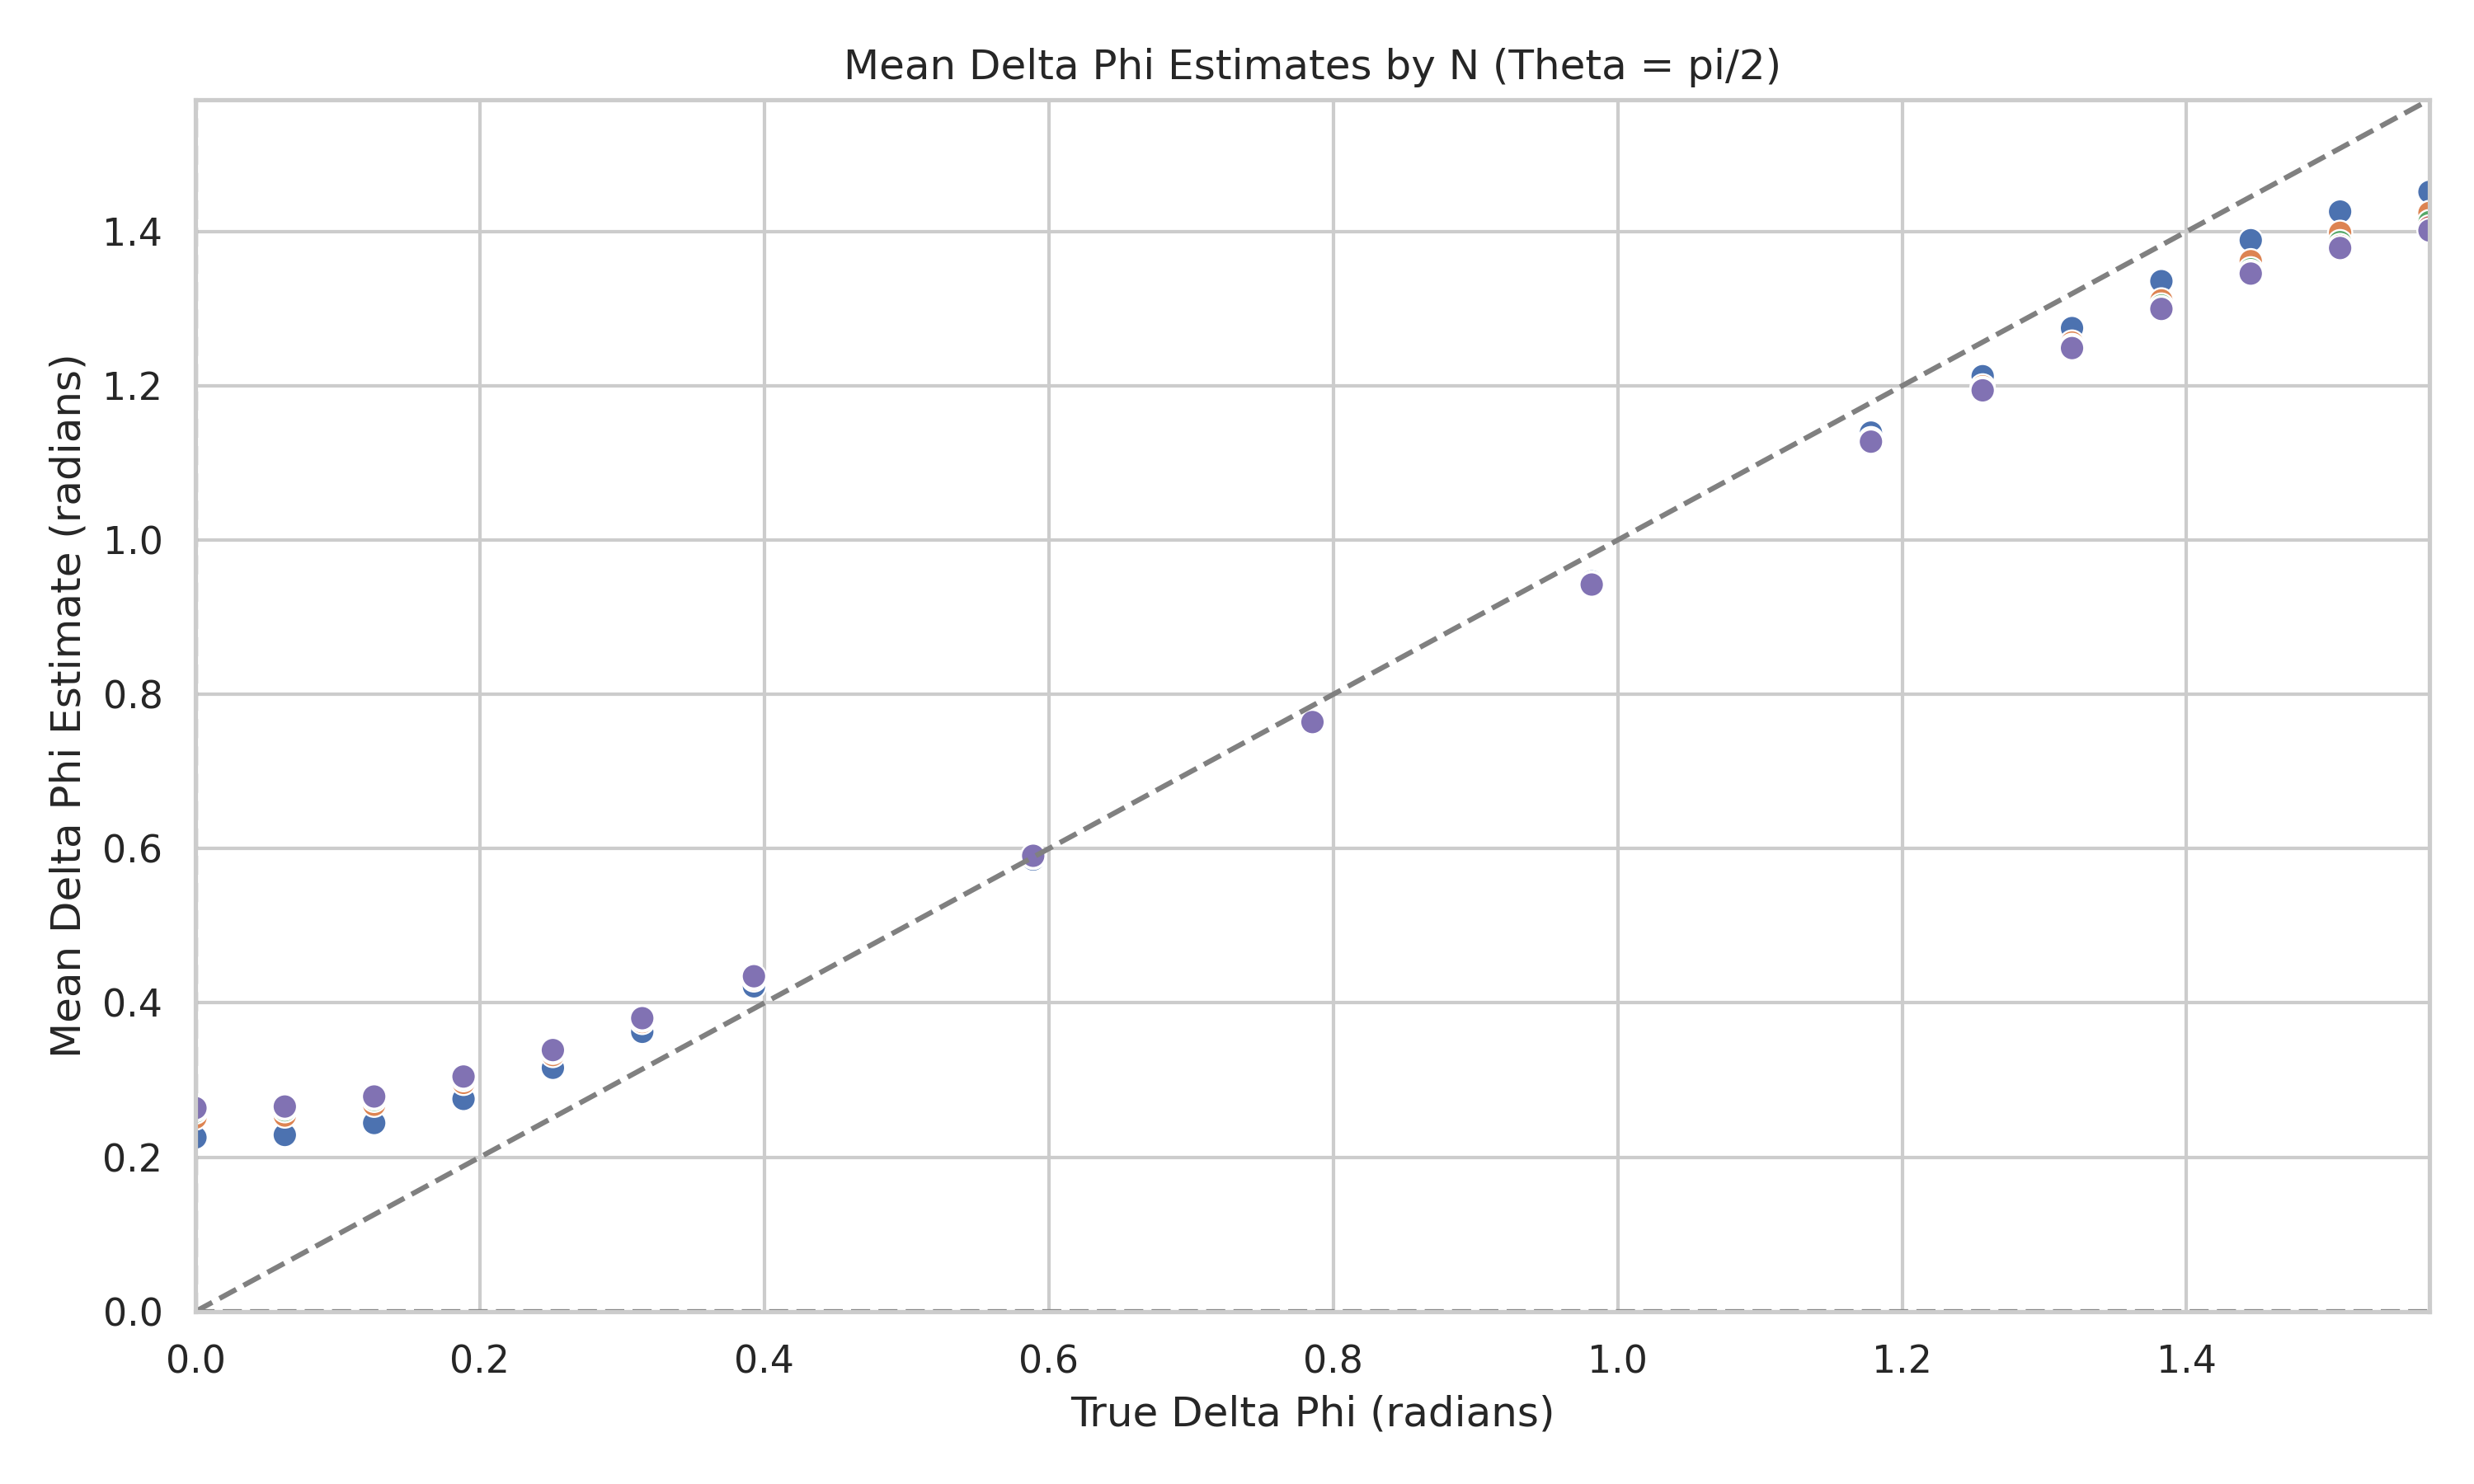 Mean Delta Phi Estimates by N (Theta = pi/2)
Mean Delta Phi Estimate (radians)
1.4
1.2
1.0
0.8
0.6
0.4
0.2
0.0
0.0 0.2 0.4 0.6 0.8 1.0 1.2 1.4
True Delta Phi (radians)